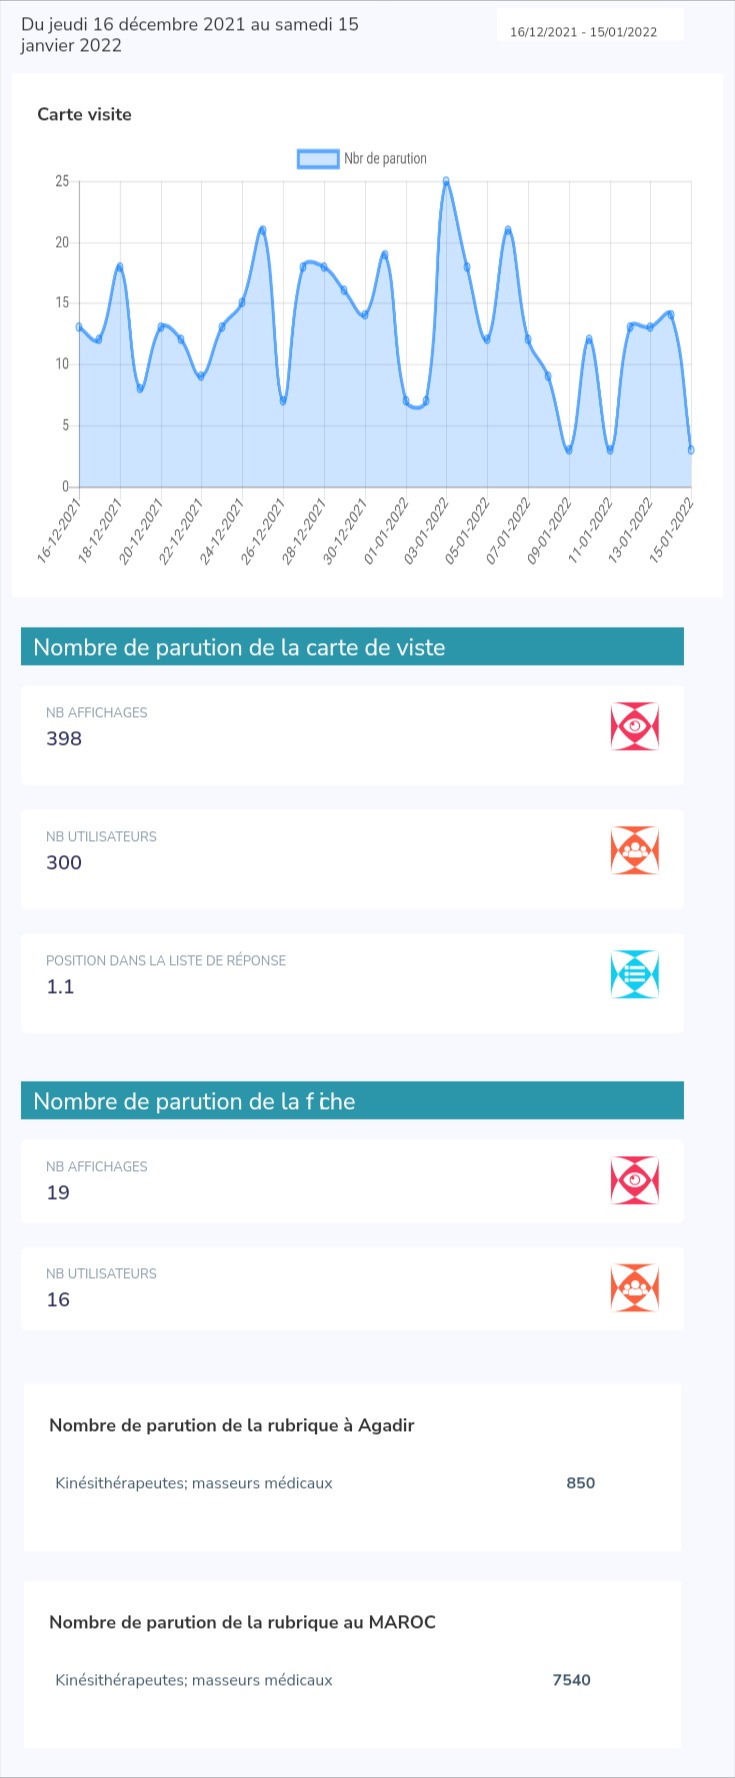 Du jeudi 16 décembre 2021 au samedi 15
janvier 2022
16/12/2021 - 15/01/2022
Carte visite
Nbr de parution
25
20
15
10
5
0
16-12-2021
18-12-2021
20-12-2021
22-12-2021
24-12-2021
26-12-2021
28-12-2021
30-12-2021
01-01-2022
03-01-2022
05-01-2022
07-01-2022
09-01-2022
11-01-2022
13-01-2022
15-01-2022
Nombre de parution de la carte de viste
NB AFFICHAGES
398
NB UTILISATEURS
300
POSITION DANS LA LISTE DE RÉPONSE
1.1
Nombre de parution de la fiche
NB AFFICHAGES
19
NB UTILISATEURS
16
Nombre de parution de la rubrique à Agadir
Kinésithérapeutes; masseurs médicaux 850
Nombre de parution de la rubrique au MAROC
Kinésithérapeutes; masseurs médicaux 7540